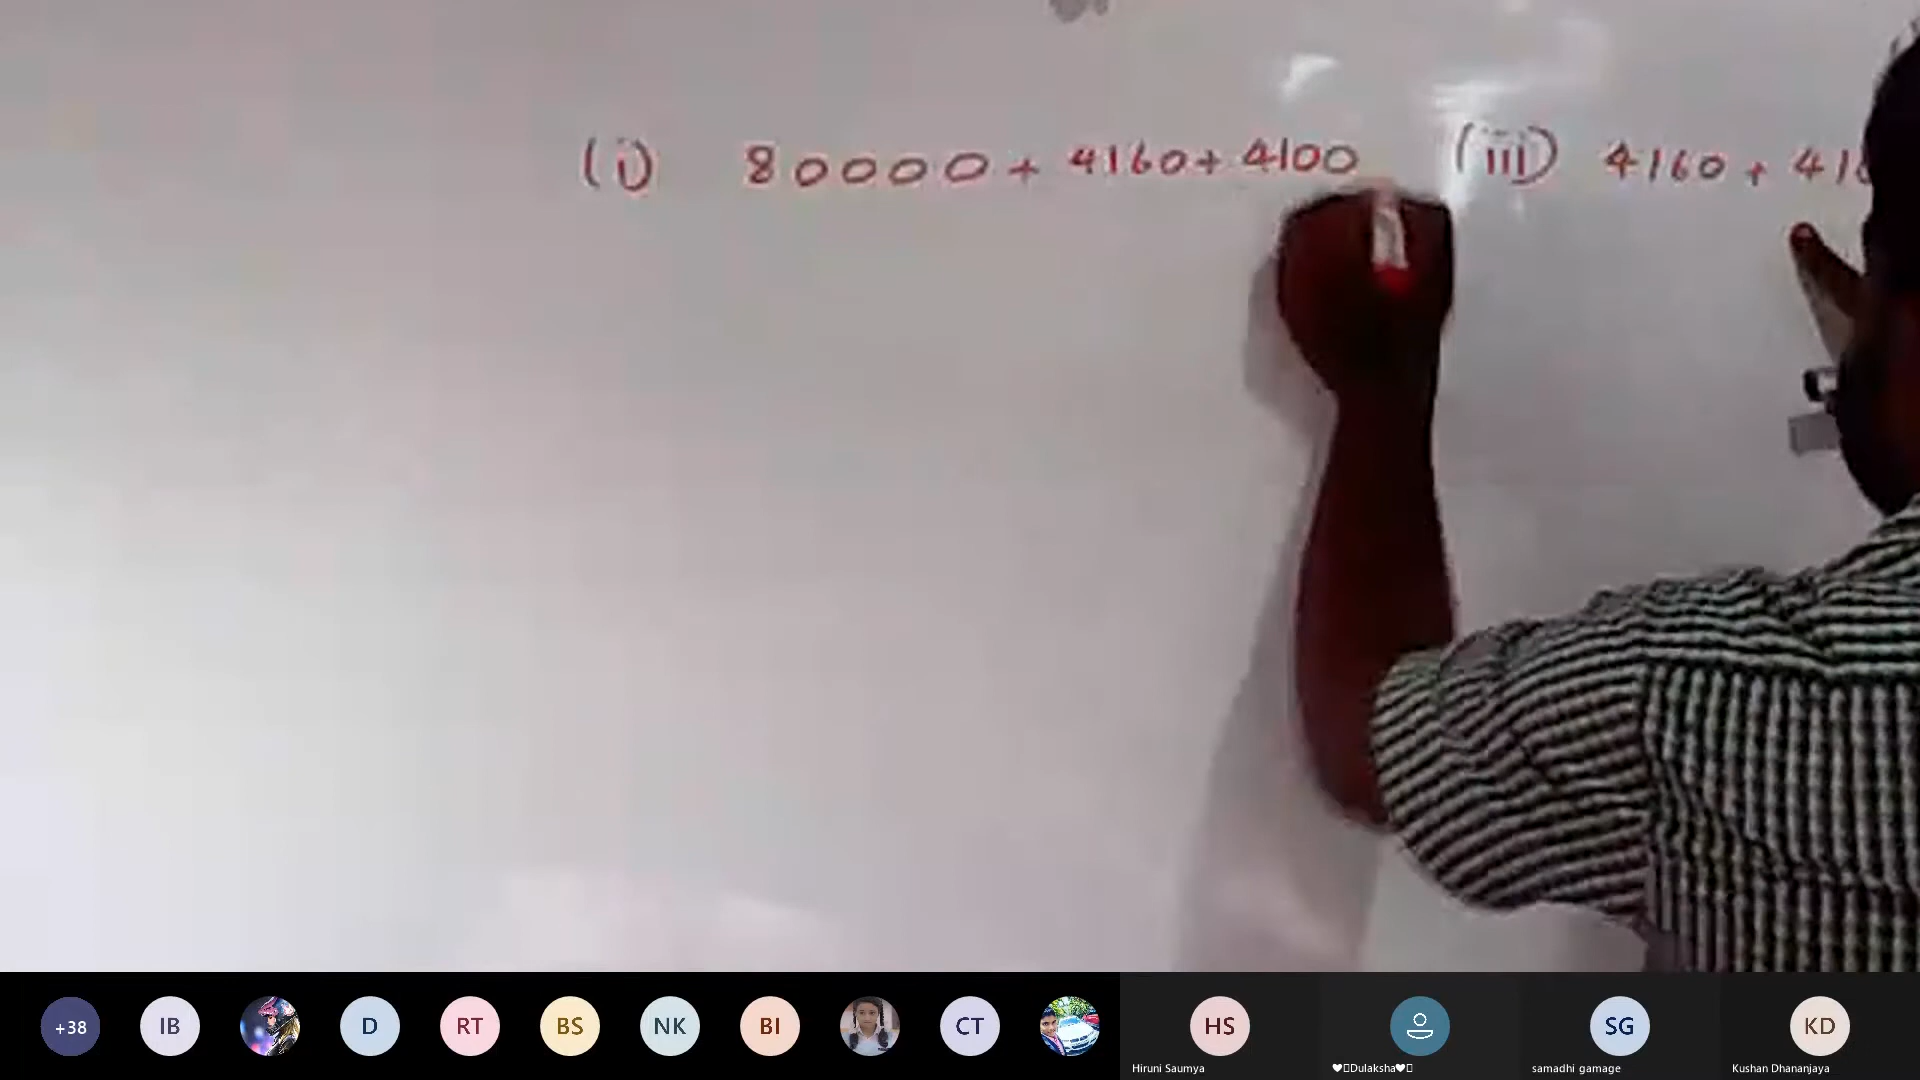 (i) 80000 + 4160 + 4100
(iii) 4160 + 41
+38 IB D RT BS NK BI CT HS SG KD
Hiruni Saumya
Dulaksha
samadhi gamage
Kushan Dhananjaya